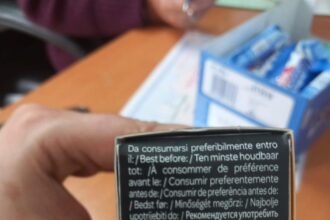 Da consumarsi preferibilmente entro
il: / Best before: / Ten minste houdbaar
tot: / À consommer de préférence
avant le: / Consumir preferentemente
antes de: / Consumir de preferência antes de:
/ Bedst før: / Minőségét megőrzi: / Najbolje
upotrijebiti do: / Рекомендуется употребить